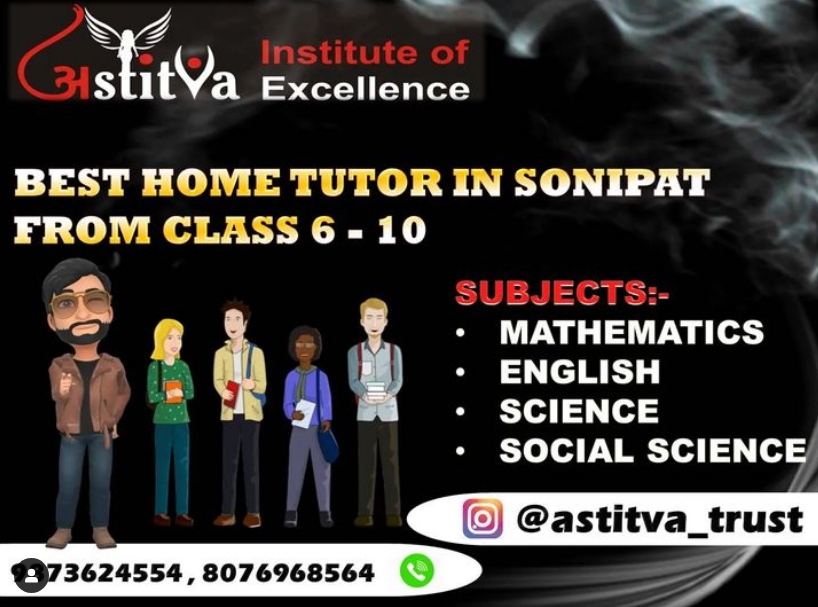 अstitva Institute of
Excellence
BEST HOME TUTOR IN SONIPAT
FROM CLASS 6 - 10
SUBJECTS:-
• MATHEMATICS
• ENGLISH
• SCIENCE
• SOCIAL SCIENCE
@astitva_trust
8076968564